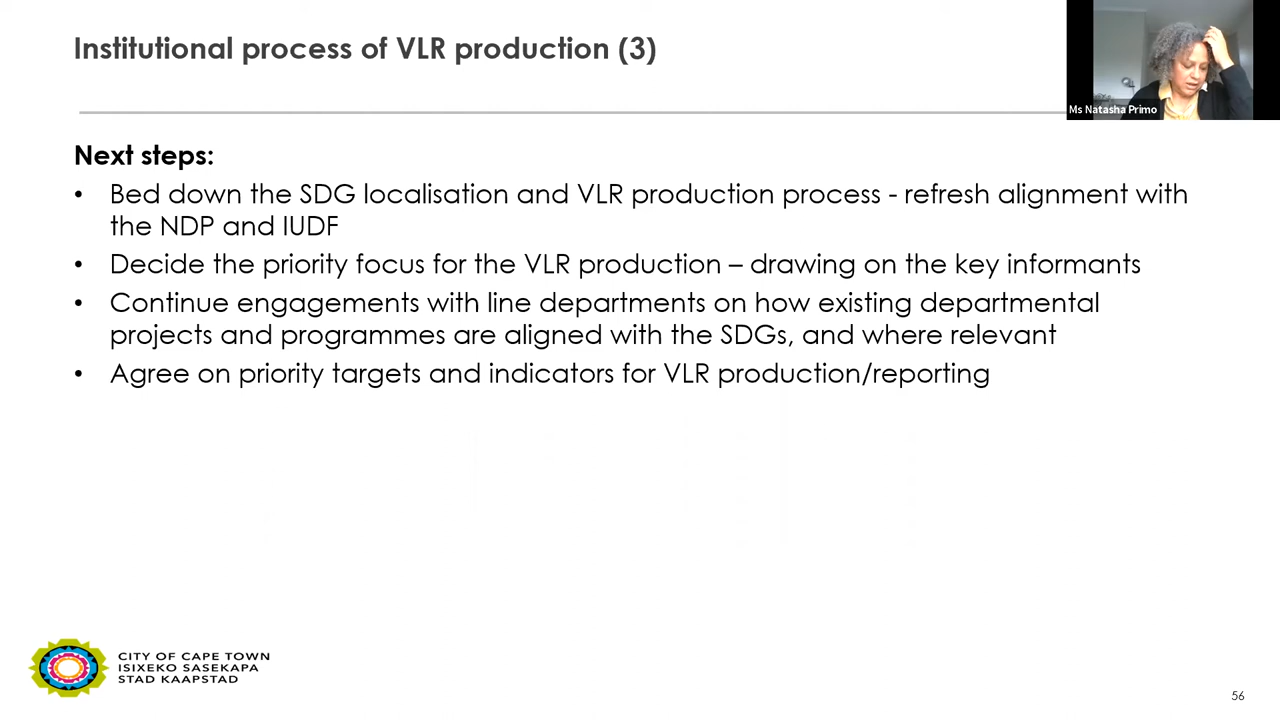 Institutional process of VLR production (3)
Ms Natasha Primo
Next steps:
• Bed down the SDG localisation and VLR production process - refresh alignment with
the NDP and IUDF
• Decide the priority focus for the VLR production – drawing on the key informants
• Continue engagements with line departments on how existing departmental
projects and programmes are aligned with the SDGs, and where relevant
• Agree on priority targets and indicators for VLR production/reporting
CITY OF CAPE TOWN
ISIXEKO SASEKAPA
STAD KAAPSTAD
56